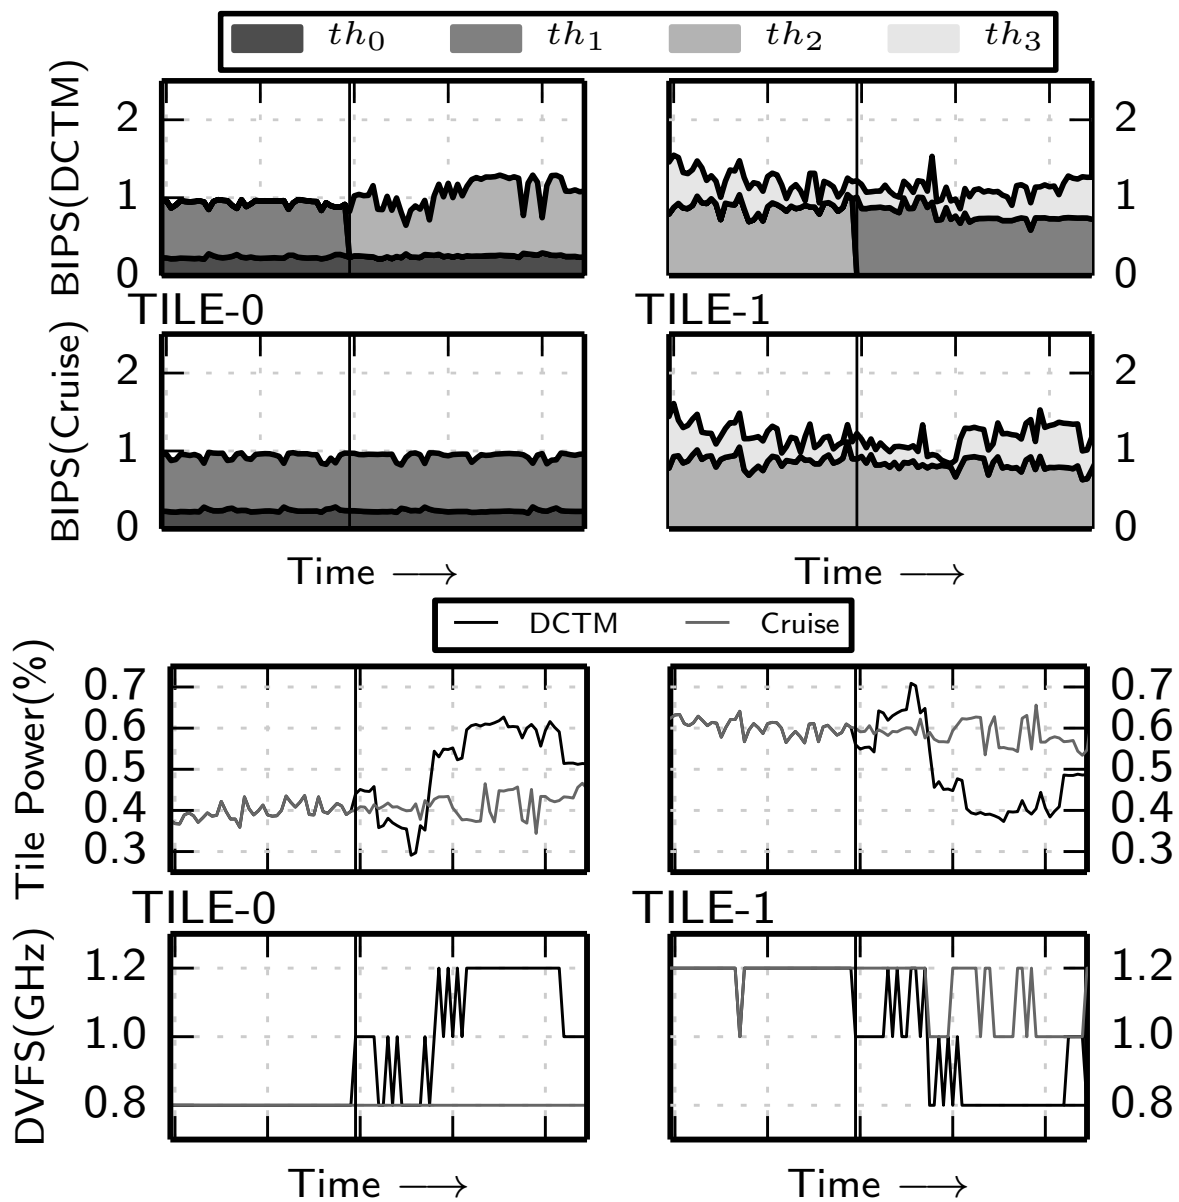 th0 th1 th2 th3
BIPS(DCTM)
2
1
0
2
1
0
TILE-0 TILE-1
BIPS(Cruise)
2
1
0
2
1
0
Time ⟶ Time ⟶
DCTM Cruise
Tile Power(%)
0.7
0.6
0.5
0.4
0.3
0.7
0.6
0.5
0.4
0.3
TILE-0 TILE-1
DVFS(GHz)
1.2
1.0
0.8
1.2
1.0
0.8
Time ⟶ Time ⟶